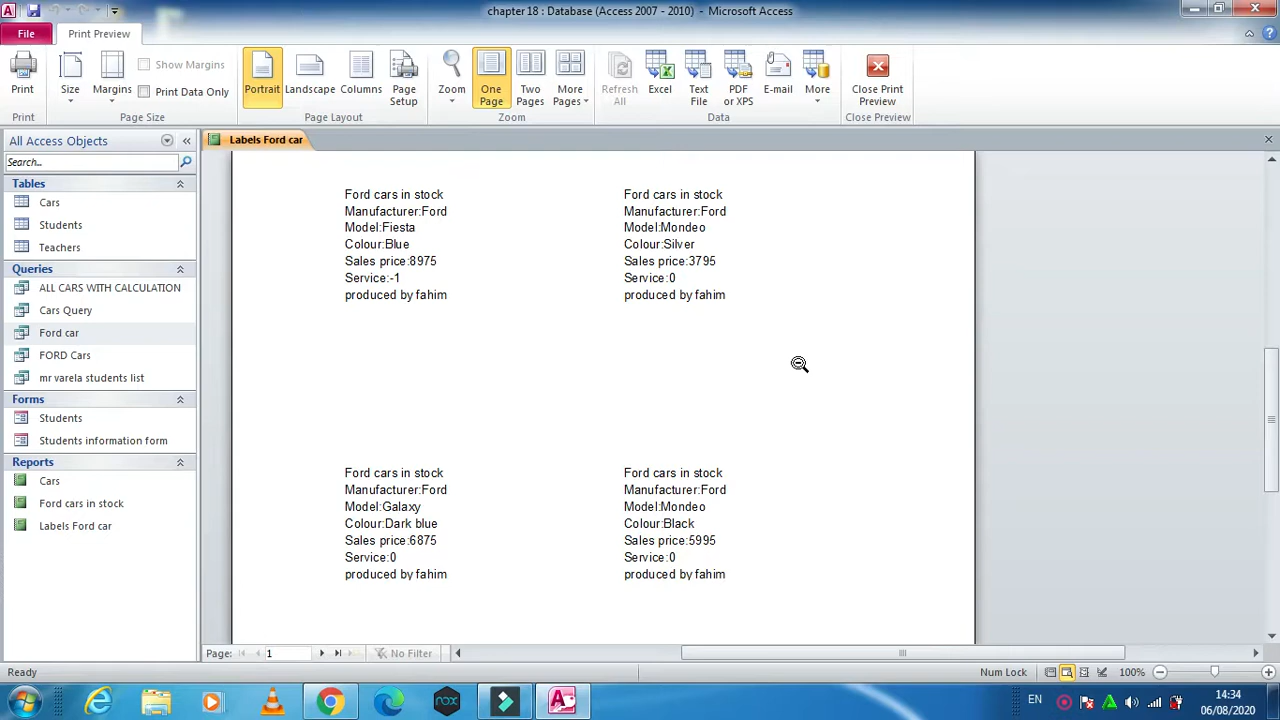 chapter 18 : Database (Access 2007 - 2010) - Microsoft Access
File
Print Preview
Print
Size
Margins
Show Margins
Print Data Only
Portrait
Landscape
Columns
Page Setup
Zoom
One Page
Two Pages
More Pages
Refresh All
Excel
Text File
PDF or XPS
E-mail
More
Close Print Preview
Print
Page Size
Page Layout
Zoom
Data
Close Preview
All Access Objects
Search..
Tables
Cars
Students
Teachers
Queries
ALL CARS WITH CALCULATION
Cars Query
Ford car
FORD Cars
mr varela students list
Forms
Students
Students information form
Reports
Cars
Ford cars in stock
Labels Ford car
Labels Ford car
Ford cars in stock
Manufacturer:Ford
Model:Fiesta
Colour:Blue
Sales price:8975
Service:-1
produced by fahim
Ford cars in stock
Manufacturer:Ford
Model:Mondeo
Colour:Silver
Sales price:3795
Service:0
produced by fahim
Ford cars in stock
Manufacturer:Ford
Model:Galaxy
Colour:Dark blue
Sales price:6875
Service:0
produced by fahim
Ford cars in stock
Manufacturer:Ford
Model:Mondeo
Colour:Black
Sales price:5995
Service:0
produced by fahim
Page: 1
No Filter
Ready
Num Lock
100%
nox
EN
14:34
06/08/2020